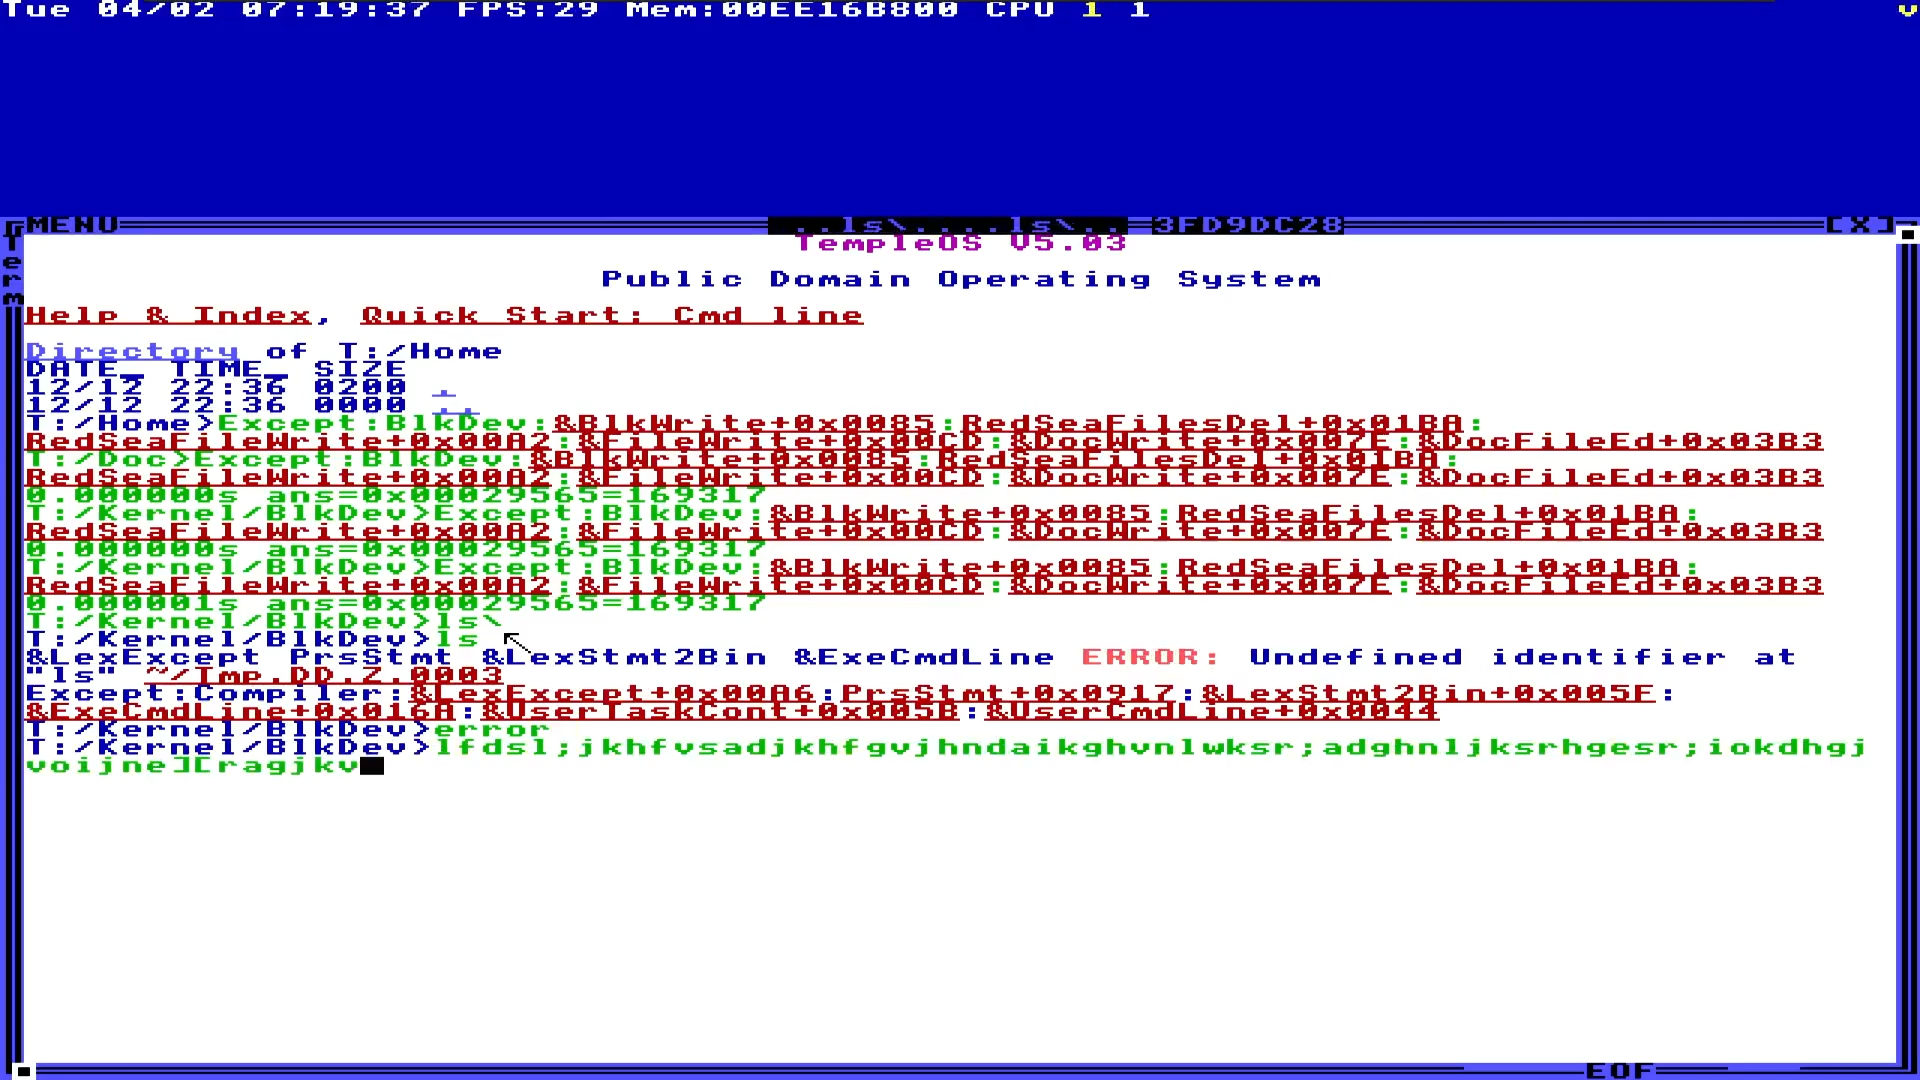 Tue 04/02 07:19:37 FPS:29 Mem:00EE16B800 CPU 1 1 v
MENU ..ls\....ls\.. 3FD9DC28 [X]
Term
TempleOS V5.03
Public Domain Operating System
Help & Index, Quick Start: Cmd line
Directory of T:/Home
DATE_ TIME_ SIZE
12/12 22:36 0200 .
12/12 22:36 0000 ..
T:/Home>Except:BlkDev:&BlkWrite+0x0085:RedSeaFilesDel+0x01BA:
RedSeaFileWrite+0x00A2:&FileWrite+0x00CD:&DocWrite+0x007E:&DocFileEd+0x03B3
T:/Doc>Except:BlkDev:&BlkWrite+0x0085:RedSeaFilesDel+0x01BA:
RedSeaFileWrite+0x00A2:&FileWrite+0x00CD:&DocWrite+0x007E:&DocFileEd+0x03B3
0.000000s ans=0x00029565=169317
T:/Kernel/BlkDev>Except:BlkDev:&BlkWrite+0x0085:RedSeaFilesDel+0x01BA:
RedSeaFileWrite+0x00A2:&FileWrite+0x00CD:&DocWrite+0x007E:&DocFileEd+0x03B3
0.000000s ans=0x00029565=169317
T:/Kernel/BlkDev>Except:BlkDev:&BlkWrite+0x0085:RedSeaFilesDel+0x01BA:
RedSeaFileWrite+0x00A2:&FileWrite+0x00CD:&DocWrite+0x007E:&DocFileEd+0x03B3
0.000001s ans=0x00029565=169317
T:/Kernel/BlkDev>ls\
T:/Kernel/BlkDev>ls
&LexExcept PrsStmt &LexStmt2Bin &ExeCmdLine ERROR: Undefined identifier at
"ls" ~/Tmp.DD.Z,0003
Except:Compiler:&LexExcept+0x00A6:PrsStmt+0x0917:&LexStmt2Bin+0x005F:
&ExeCmdLine+0x016A:&UserTaskCont+0x005B:&UserCmdLine+0x0044
T:/Kernel/BlkDev>error
T:/Kernel/BlkDev>lfdsl;jkhfvsadjkhfgvjhndaikghvnlwksr;adghnljksrhgesr;iokdhgj
voijne][ragjkv
EOF